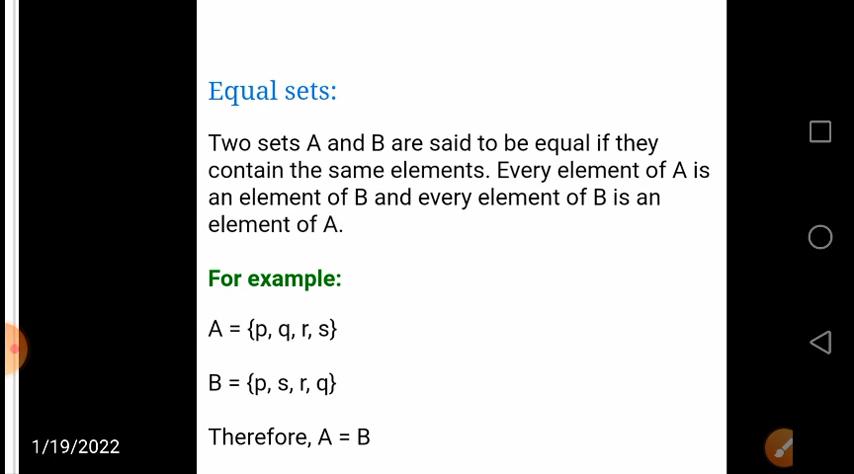 Equal sets:
Two sets A and B are said to be equal if they
contain the same elements. Every element of A is
an element of B and every element of B is an
element of A.
For example:
A = {p, q, r, s}
B = {p, s, r, q}
Therefore, A = B
1/19/2022